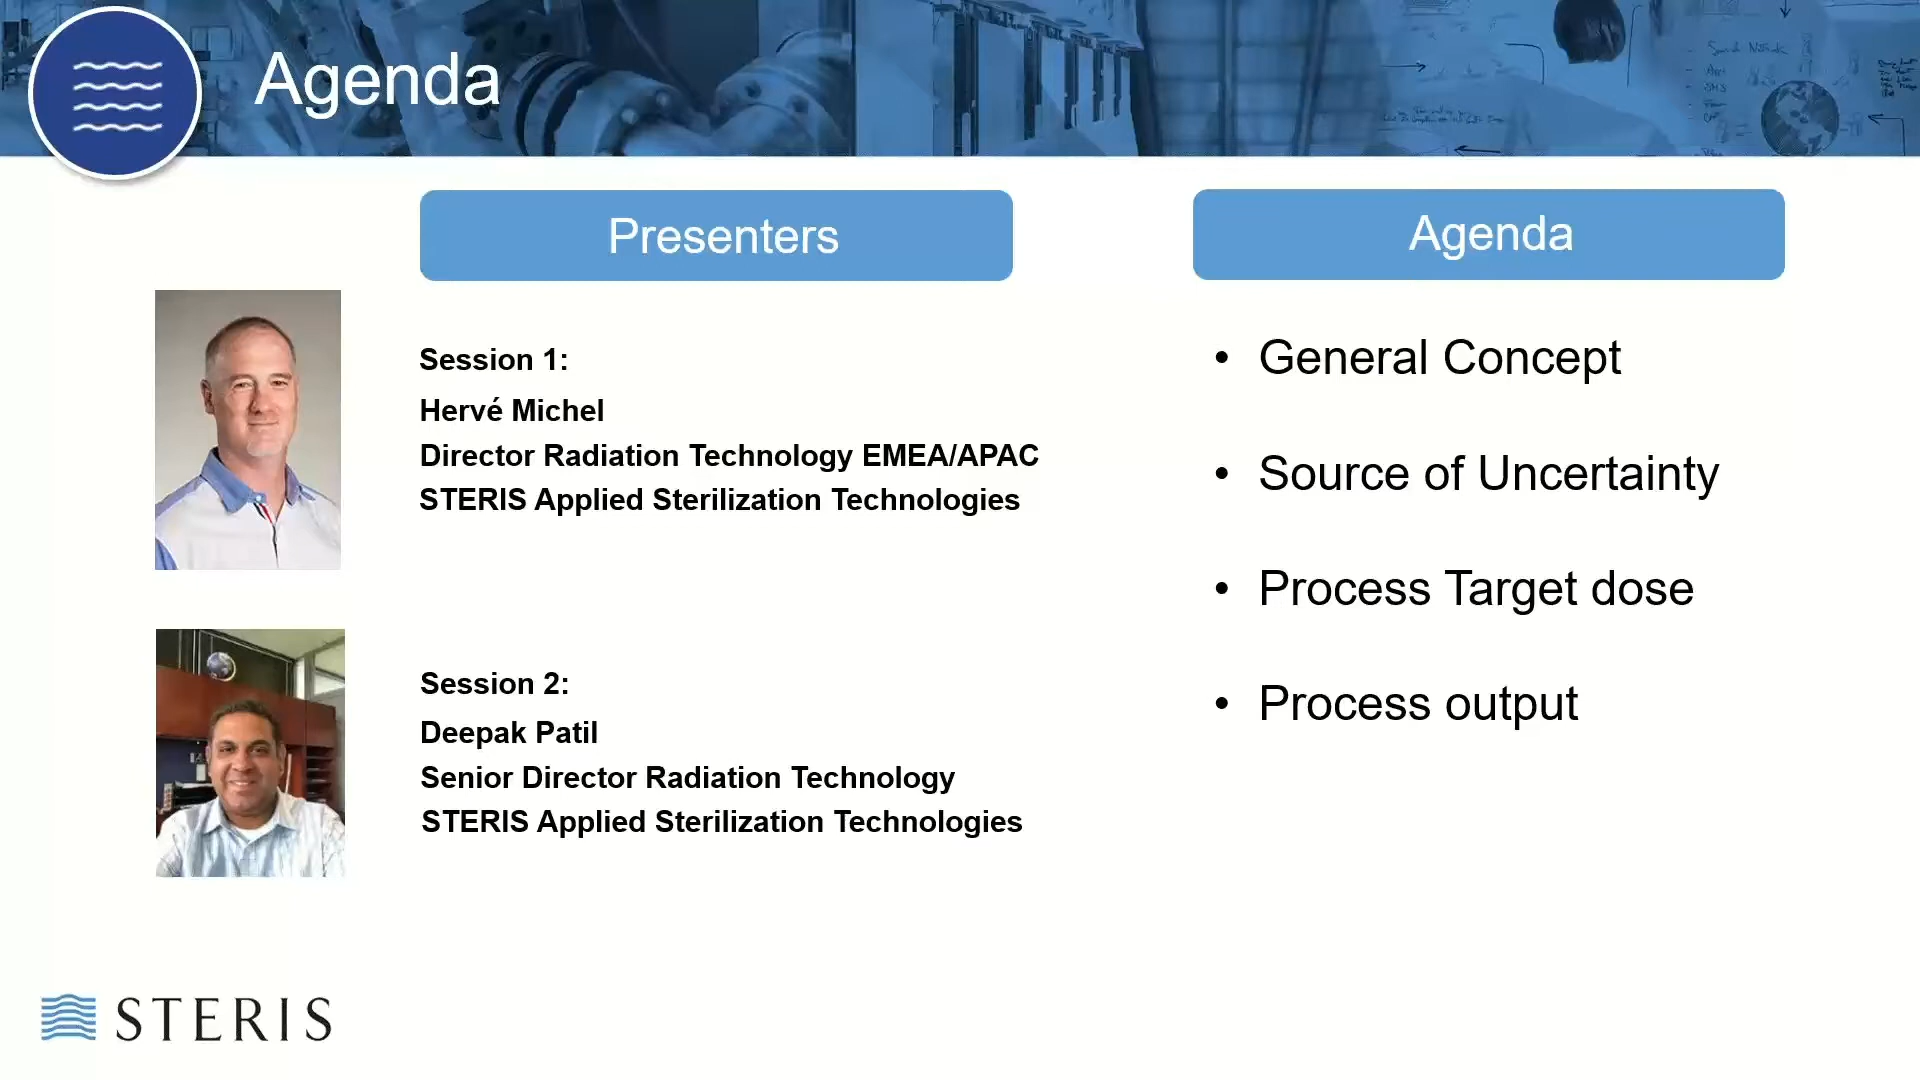 Agenda
Presenters
Session 1:
Hervé Michel
Director Radiation Technology EMEA/APAC
STERIS Applied Sterilization Technologies
Session 2:
Deepak Patil
Senior Director Radiation Technology
STERIS Applied Sterilization Technologies
Agenda
• General Concept
• Source of Uncertainty
• Process Target dose
• Process output
STERIS